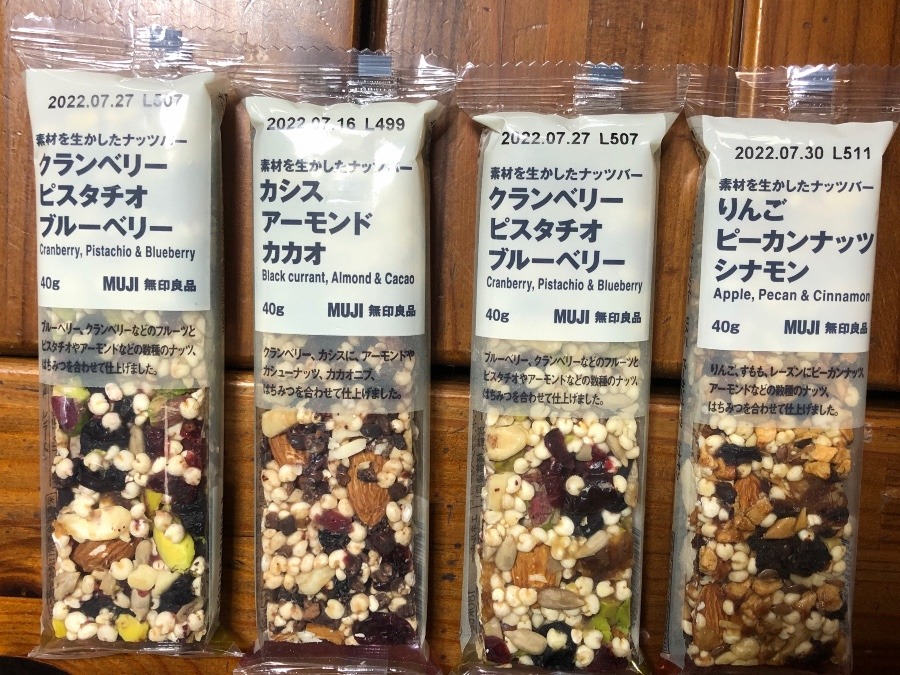 2022.07.27 L507
素材を生かしたナッツバー
クランベリー
ピスタチオ
ブルーベリー
Cranberry, Pistachio & Blueberry
40g MUJI 無印良品
ブルーベリー、クランベリーなどのフルーツと
ピスタチオやアーモンドなどの数種のナッツ、
はちみつを合わせて仕上げました。
2022.07.16 L499
素材を生かしたナッツバー
カシス
アーモンド
カカオ
Black currant, Almond & Cacao
40g MUJI 無印良品
クランベリー、カシスに、アーモンドや
カシューナッツ、カカオニブ、
はちみつを合わせて仕上げました。
2022.07.27 L507
素材を生かしたナッツバー
クランベリー
ピスタチオ
ブルーベリー
Cranberry, Pistachio & Blueberry
40g MUJI 無印良品
ブルーベリー、クランベリーなどのフルーツと
ピスタチオやアーモンドなどの数種のナッツ、
はちみつを合わせて仕上げました。
2022.07.30 L511
素材を生かしたナッツバー
りんご
ピーカンナッツ
シナモン
Apple, Pecan & Cinnamon
40g MUJI 無印良品
りんご、すもも、レーズンにピーカンナッツ、
アーモンドなどの数種のナッツ、
はちみつを合わせて仕上げました。